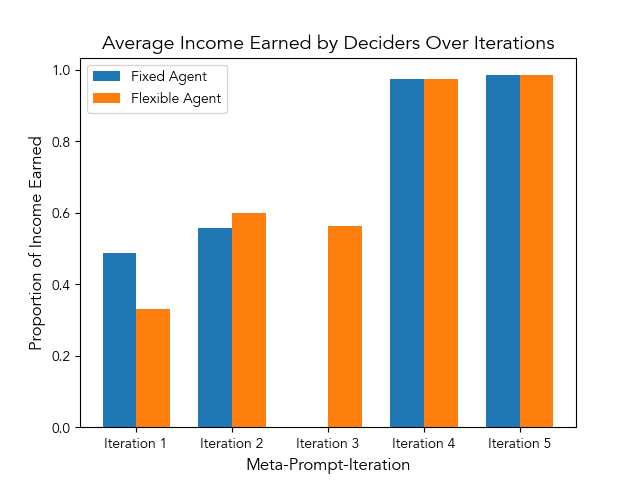 Average Income Earned by Deciders Over Iterations
Fixed Agent
Flexible Agent
Proportion of Income Earned
1.0
0.8
0.6
0.4
0.2
0.0
Iteration 1
Iteration 2
Iteration 3
Iteration 4
Iteration 5
Meta-Prompt-Iteration